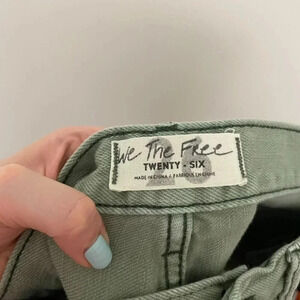 We The Free
TWENTY - SIX
MADE IN CHINA / FABRIQUÉ EN CHINE